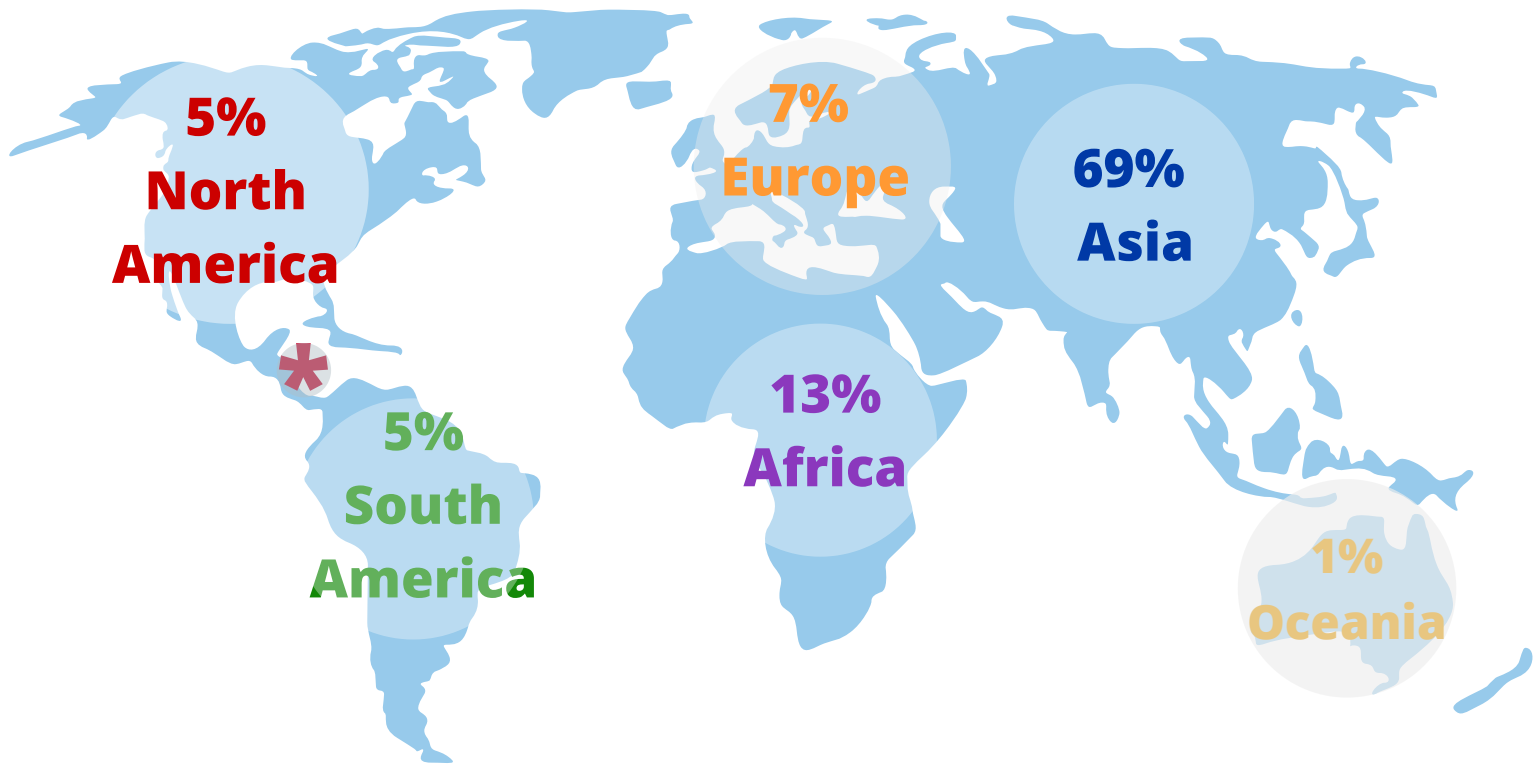 5%
North
America
7%
Europe
69%
Asia
*
13%
Africa
5%
South
America
1%
Oceania